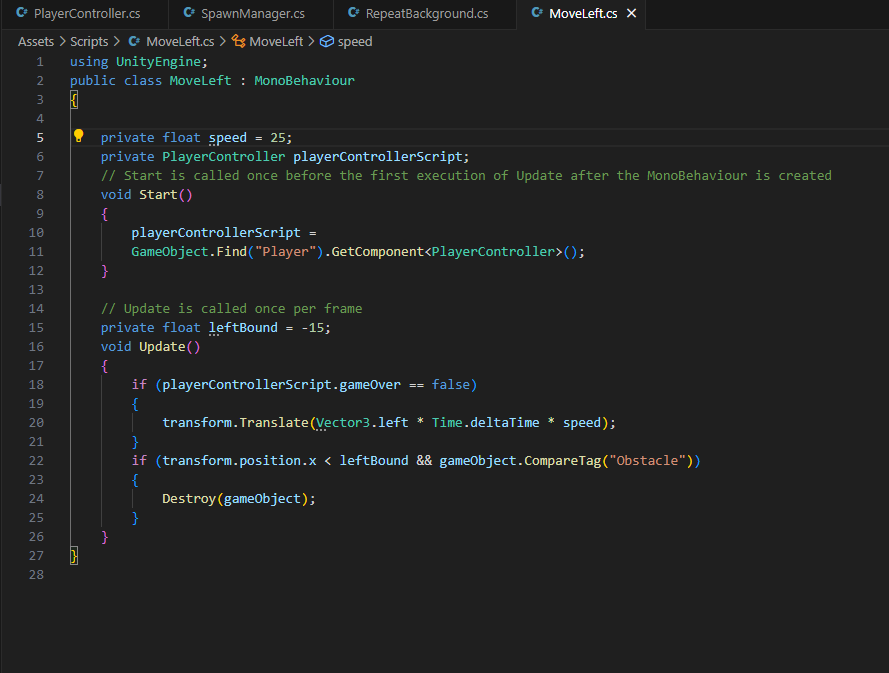 PlayerController.cs SpawnManager.cs RepeatBackground.cs MoveLeft.cs
Assets > Scripts > MoveLeft.cs > MoveLeft > speed
1 using UnityEngine;
2 public class MoveLeft : MonoBehaviour
3 {
4
5 private float speed = 25;
6 private PlayerController playerControllerScript;
7 // Start is called once before the first execution of Update after the MonoBehaviour is created
8 void Start()
9 {
10 playerControllerScript =
11 GameObject.Find("Player").GetComponent<PlayerController>();
12 }
13
14 // Update is called once per frame
15 private float leftBound = -15;
16 void Update()
17 {
18 if (playerControllerScript.gameOver == false)
19 {
20 transform.Translate(Vector3.left * Time.deltaTime * speed);
21 }
22 if (transform.position.x < leftBound && gameObject.CompareTag("Obstacle"))
23 {
24 Destroy(gameObject);
25 }
26 }
27 }
28